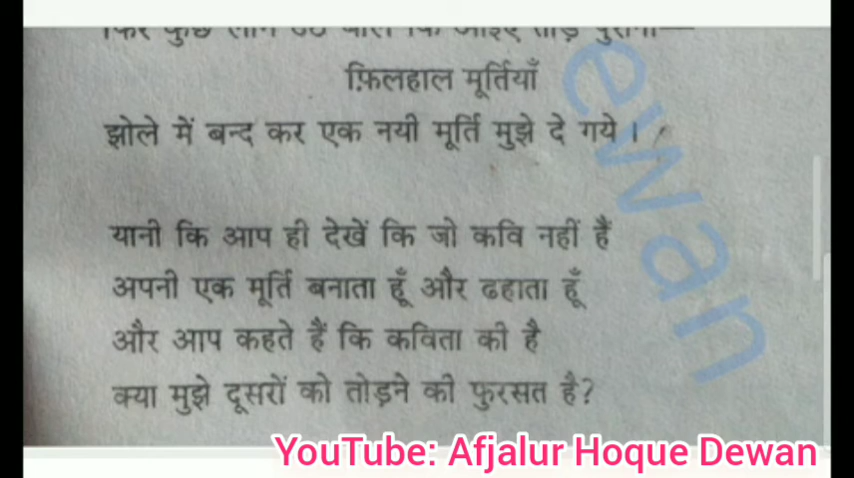 फ़िलहाल मूर्तियाँ
झोले में बन्द कर एक नयी मूर्ति मुझे दे गये ।
यानी कि आप ही देखें कि जो कवि नहीं हैं
अपनी एक मूर्ति बनाता हूँ और ढहाता हूँ
और आप कहते हैं कि कविता की है
क्या मुझे दूसरों को तोड़ने की फुरसत है?
ewan
YouTube: Afjalur Hoque Dewan